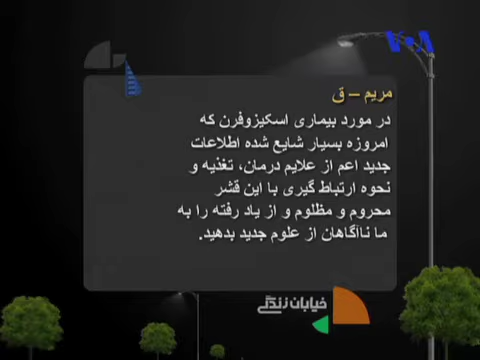 VOA
مریم – ق
در مورد بیماری اسکیزوفرن که
امروزه بسیار شایع شده اطلاعات
جدید اعم از علایم درمان، تغذیه و
نحوه ارتباط گیری با این قشر
محروم و مظلوم و از یاد رفته را به
ما ناآگاهان از علوم جدید بدهید.
خیابان زندگی